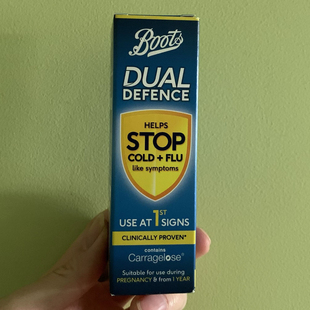 Boots
DUAL
DEFENCE
HELPS
STOP
COLD + FLU
like symptoms
USE AT 1ST SIGNS
CLINICALLY PROVEN*
contains
Carragelose®
Suitable for use during
PREGNANCY & from 1 YEAR